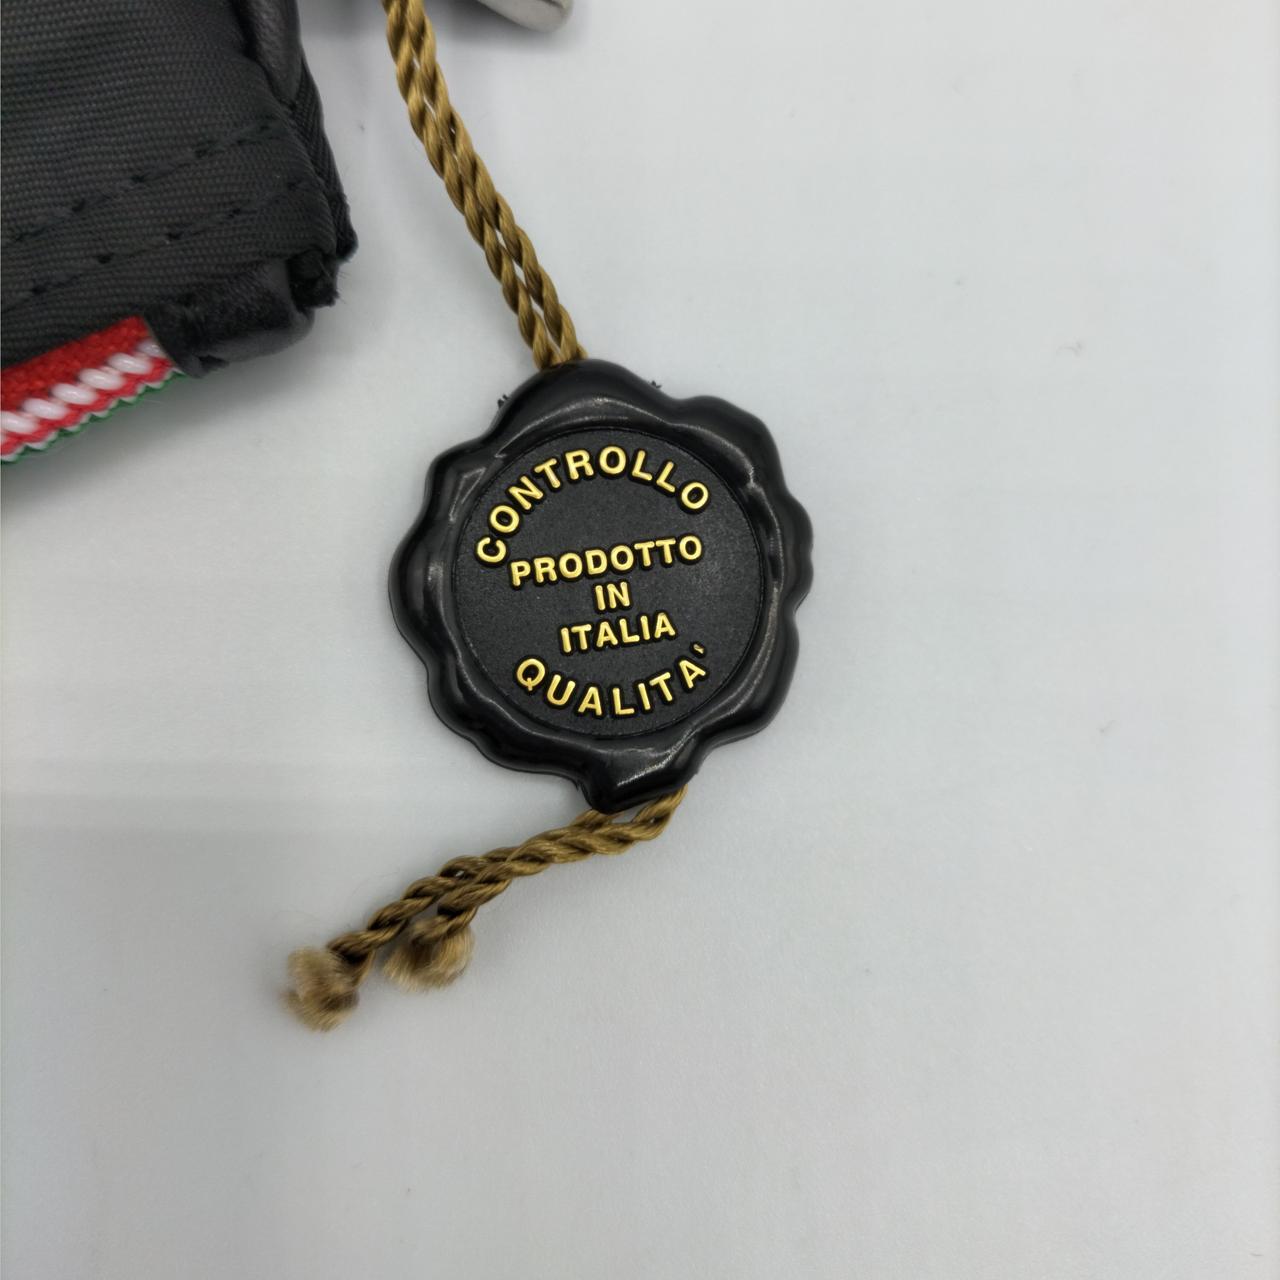 CONTROLLO
PRODOTTO
IN
ITALIA
QUALITA'